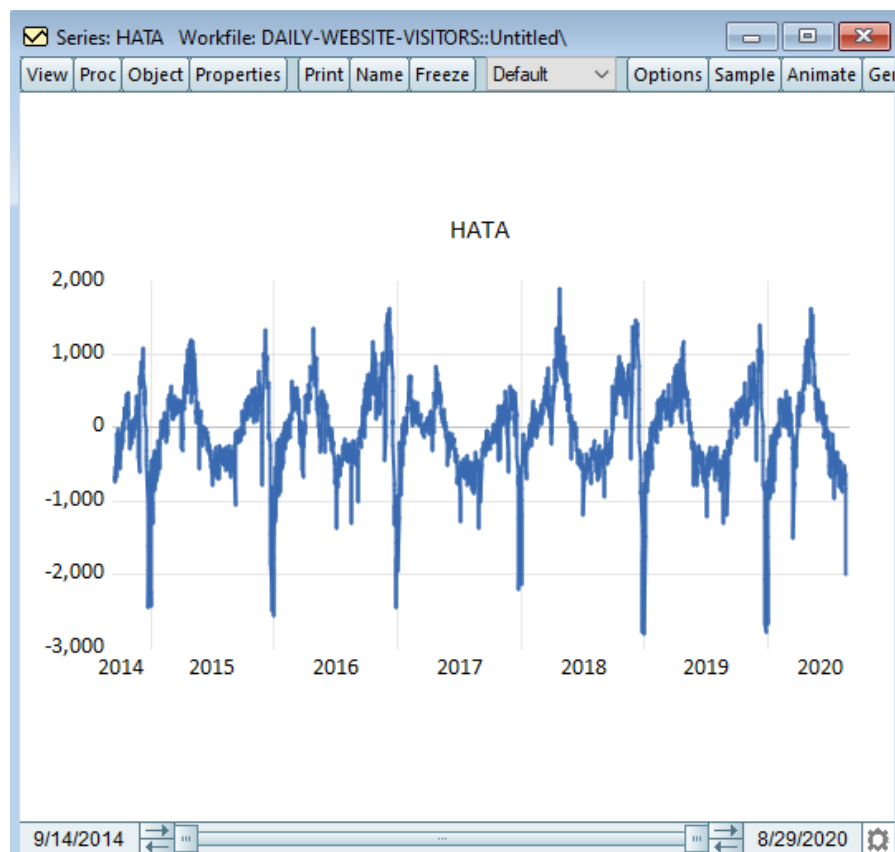 Series: HATA Workfile: DAILY-WEBSITE-VISITORS::Untitled\
View Proc Object Properties Print Name Freeze Default Options Sample Animate Ge
HATA
2,000
1,000
0
-1,000
-2,000
-3,000
2014 2015 2016 2017 2018 2019 2020
9/14/2014 8/29/2020